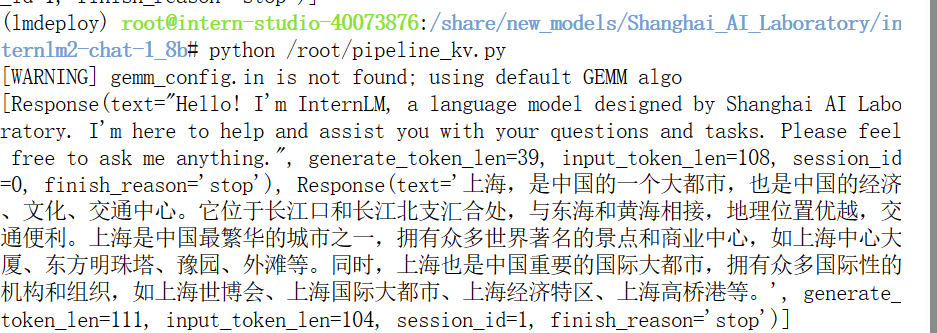 _id=1, finish_reason='stop')]
(lmdeploy) root@intern-studio-40073876:/share/new_models/Shanghai_AI_Laboratory/in
ternlm2-chat-1_8b# python /root/pipeline_kv.py
[WARNING] gemm_config.in is not found; using default GEMM algo
[Response(text="Hello! I'm InternLM, a language model designed by Shanghai AI Labo
ratory. I'm here to help and assist you with your questions and tasks. Please feel
 free to ask me anything.", generate_token_len=39, input_token_len=108, session_id
=0, finish_reason='stop'), Response(text='上海，是中国的一个大都市，也是中国的经济
、文化、交通中心。它位于长江口和长江北支汇合处，与东海和黄海相接，地理位置优越，交
通便利。上海是中国最繁华的城市之一，拥有众多世界著名的景点和商业中心，如上海中心大
厦、东方明珠塔、豫园、外滩等。同时，上海也是中国重要的国际大都市，拥有众多国际性的
机构和组织，如上海世博会、上海国际大都市、上海经济特区、上海高桥港等。', generate_
token_len=111, input_token_len=104, session_id=1, finish_reason='stop')]